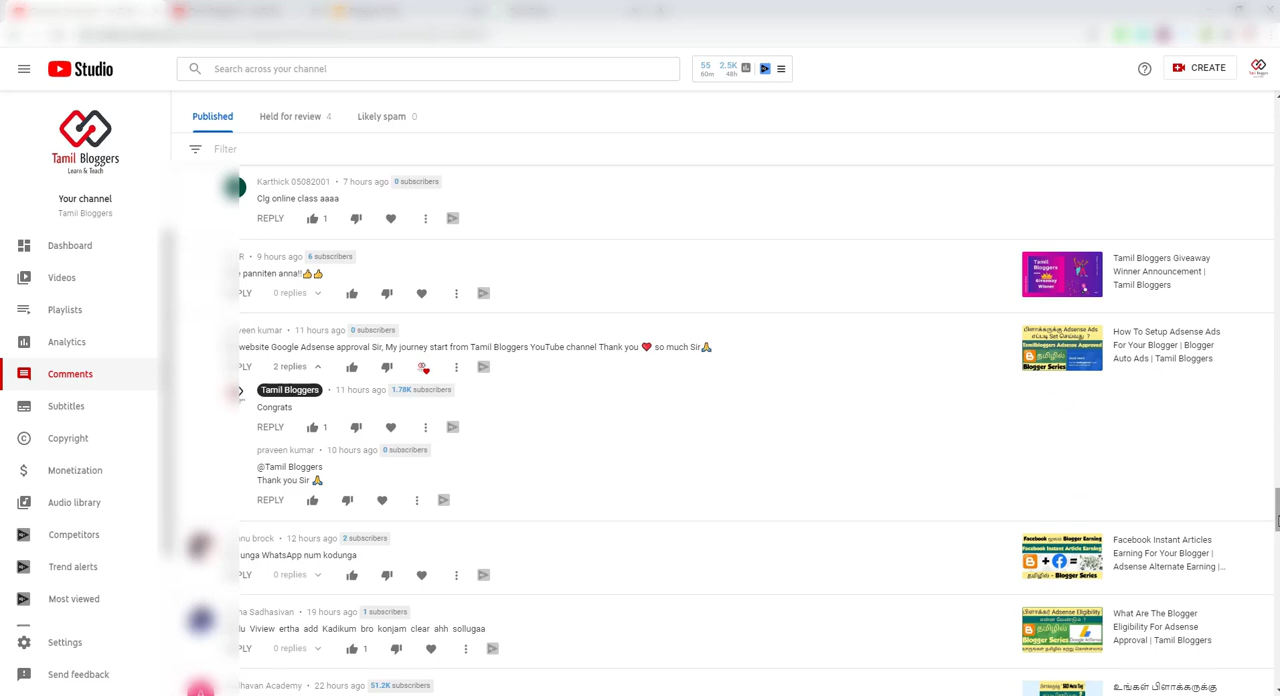 Studio
Search across your channel
55
60m
2.5K
48h
CREATE
Tamil Bloggers
Learn & Teach
Your channel
Tamil Bloggers
Dashboard
Videos
Playlists
Analytics
Comments
Subtitles
Copyright
Monetization
Audio library
Competitors
Trend alerts
Most viewed
Settings
Send feedback
Published
Held for review 4
Likely spam 0
Filter
Karthick 05082001 • 7 hours ago 0 subscribers
Clg online class aaaa
REPLY 1
R • 9 hours ago 6 subscribers
e panniten anna!!👍👍
PLY 0 replies
Tamil Bloggers Giveaway
Winner Announcement |
Tamil Bloggers
veen kumar • 11 hours ago 0 subscribers
website Google Adsense Approval Sir, My journey start from Tamil Bloggers YouTube channel Thank you ❤️ so much Sir🙏
PLY 2 replies
How To Setup Adsense Ads
For Your Blogger | Blogger
Auto Ads | Tamil Bloggers
Tamil Bloggers • 11 hours ago 1.78K subscribers
Congrats
REPLY 1
praveen kumar • 10 hours ago 0 subscribers
@Tamil Bloggers
Thank you Sir 🙏
REPLY
nu brock • 12 hours ago 2 subscribers
unga WhatsApp num kodunga
PLY 0 replies
Facebook Instant Articles
Earning For Your Blogger |
Adsense Alternate Earning |...
na Sadhasivan • 19 hours ago 1 subscribers
lu Viview ertha add vandikum bro konjam clear ahh sollugaa
PLY 0 replies 1
What Are The Blogger
Eligibility For Adsense
Approval | Tamil Bloggers
dhavan Academy • 22 hours ago 51.2K subscribers
உங்கள் பிளாக்கருக்கு